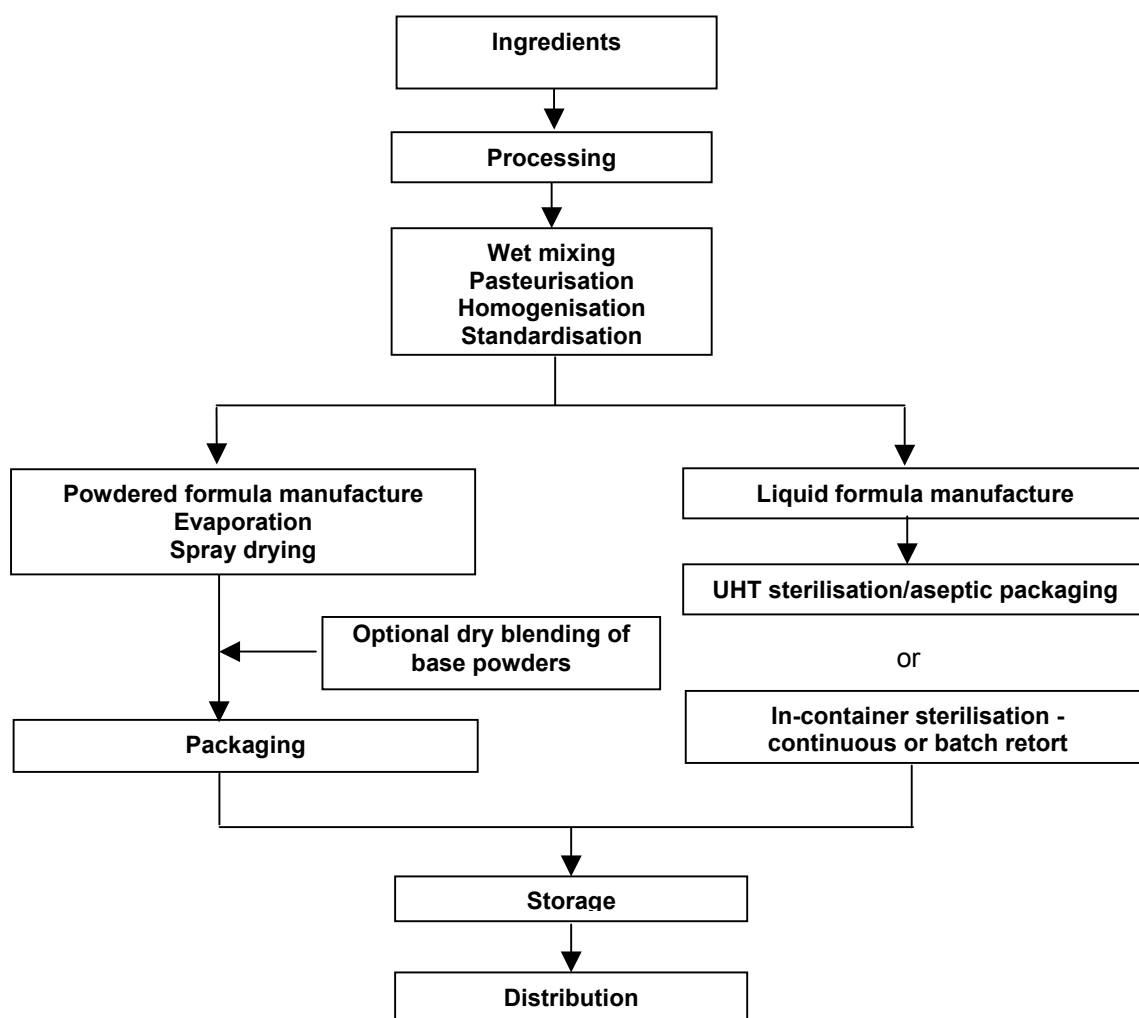 Ingredients
Processing
Wet mixing
Pasteurisation
Homogenisation
Standardisation
Powdered formula manufacture
Evaporation
Spray drying
Optional dry blending of
base powders
Packaging
Liquid formula manufacture
UHT sterilisation/aseptic packaging
or
In-container sterilisation -
continuous or batch retort
Storage
Distribution